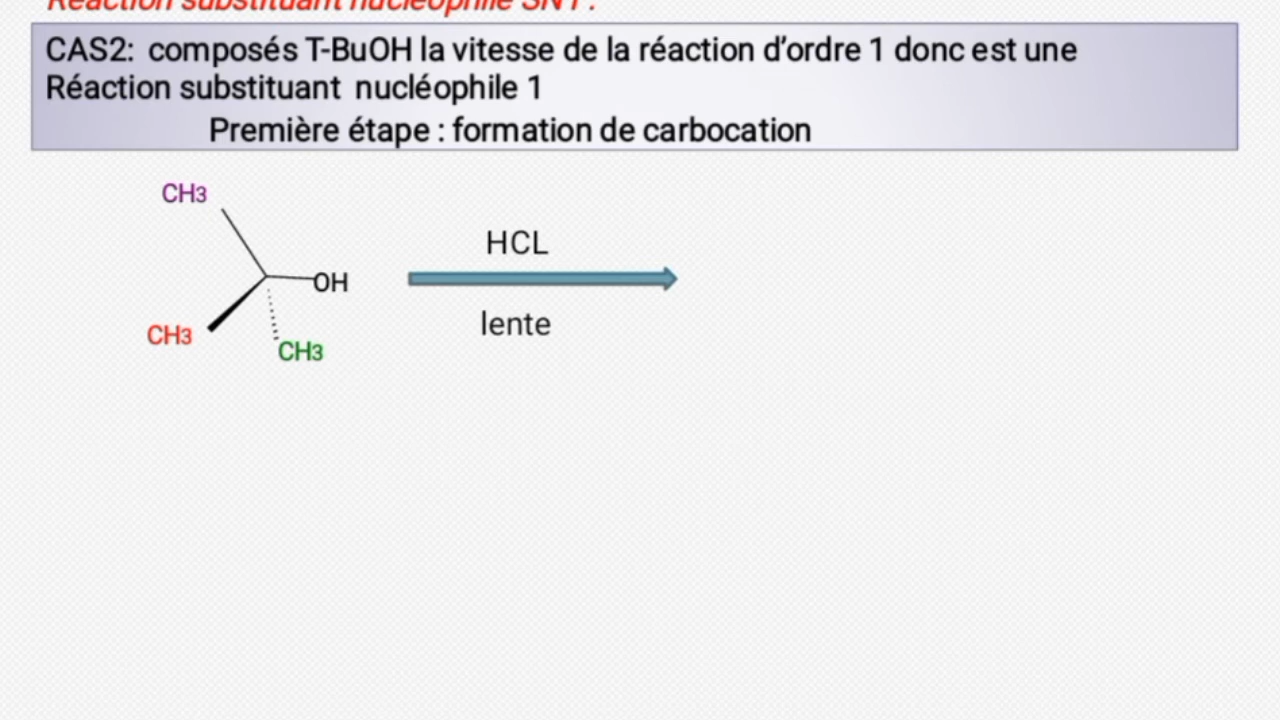 Réaction substituant nucléophile SN1 :
CAS2: composés T-BuOH la vitesse de la réaction d’ordre 1 donc est une
Réaction substituant nucléophile 1
Première étape : formation de carbocation
CH3
HCL
OH
lente
CH3
CH3